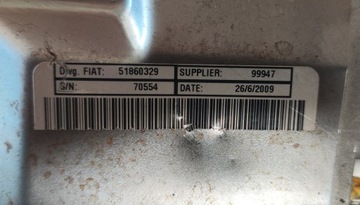 Dwg. FIAT: 51860329 SUPPLIER: 99947
S/N: 70554 DATE: 26/6/2009